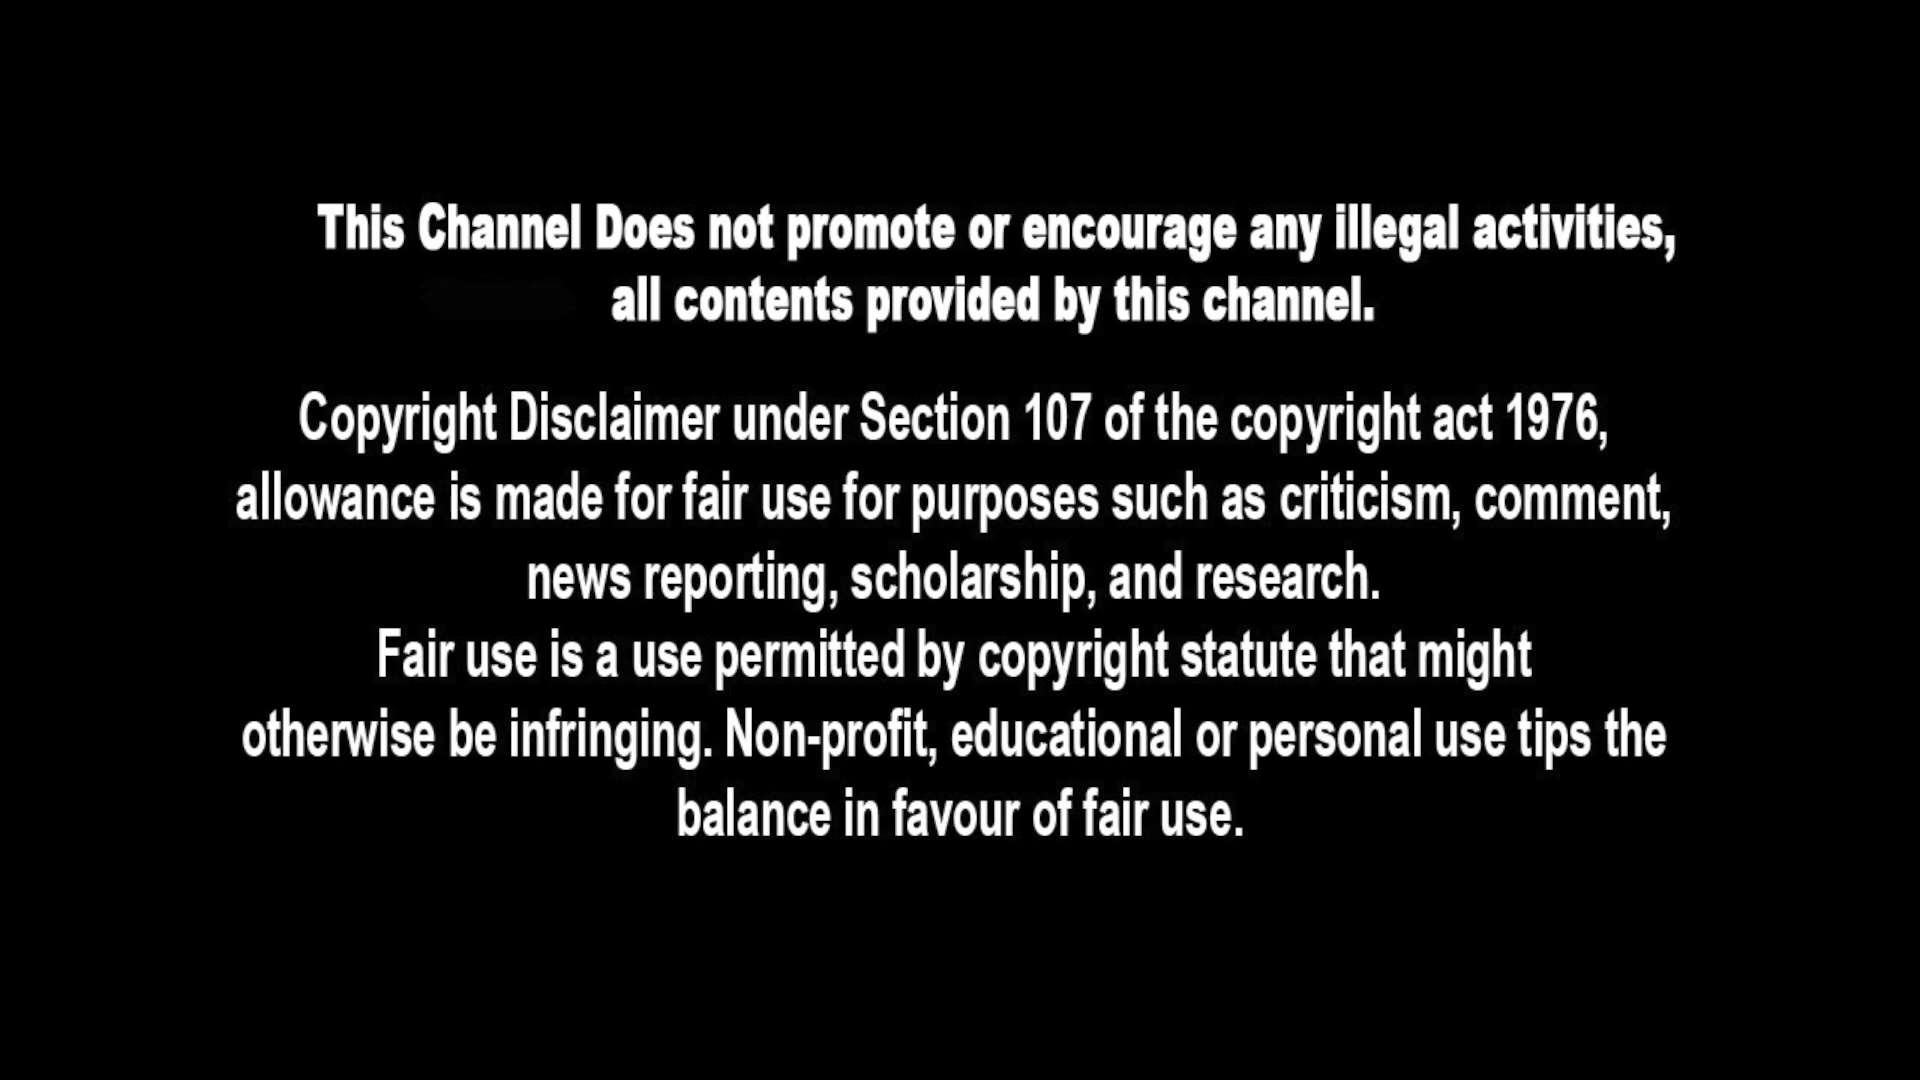 This Channel Does not promote or encourage any illegal activities,
all contents provided by this channel.
Copyright Disclaimer under Section 107 of the copyright act 1976,
allowance is made for fair use for purposes such as criticism, comment,
news reporting, scholarship, and research.
Fair use is a use permitted by copyright statute that might
otherwise be infringing. Non-profit, educational or personal use tips the
balance in favour of fair use.